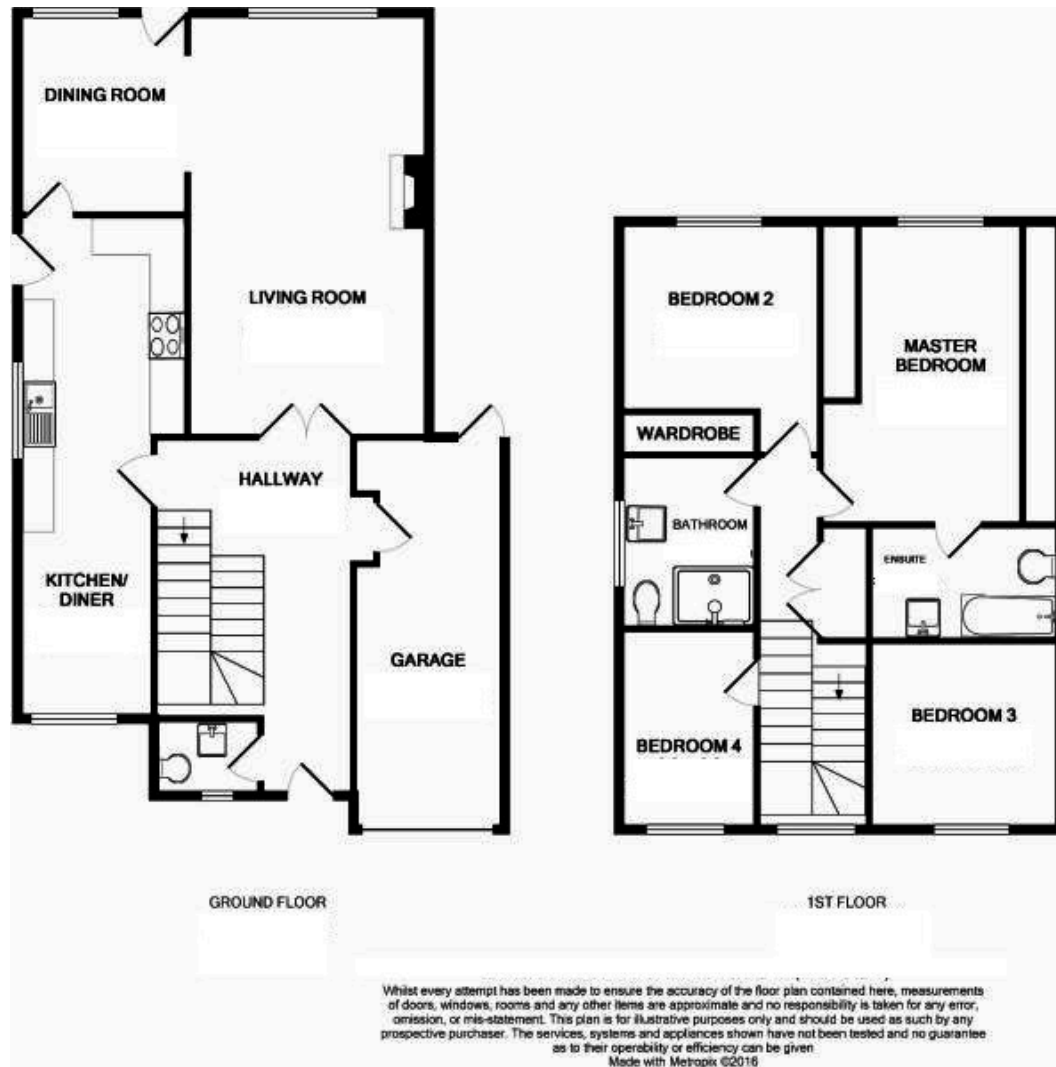 DINING ROOM
LIVING ROOM
HALLWAY
KITCHEN/
DINER
GARAGE
GROUND FLOOR
BEDROOM 2
MASTER
BEDROOM
WARDROBE
BATHROOM
ENSUITE
BEDROOM 4
BEDROOM 3
1ST FLOOR
Whilst every attempt has been made to ensure the accuracy of the floor plan contained here, measurements
of doors, windows, rooms and any other items are approximate and no responsibility is taken for any error,
omission, or mis-statement. This plan is for illustrative purposes only and should be used as such by any
prospective purchaser. The services, systems and appliances shown have not been tested and no guarantee
as to their operability or efficiency can be given
Made with Metropix ©2016